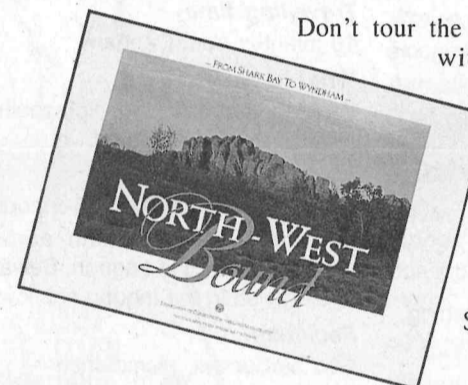 Don't tour the
wi
– FROM SHARK BAY TO WYNDHAM –
NORTH-WEST
Bound
S